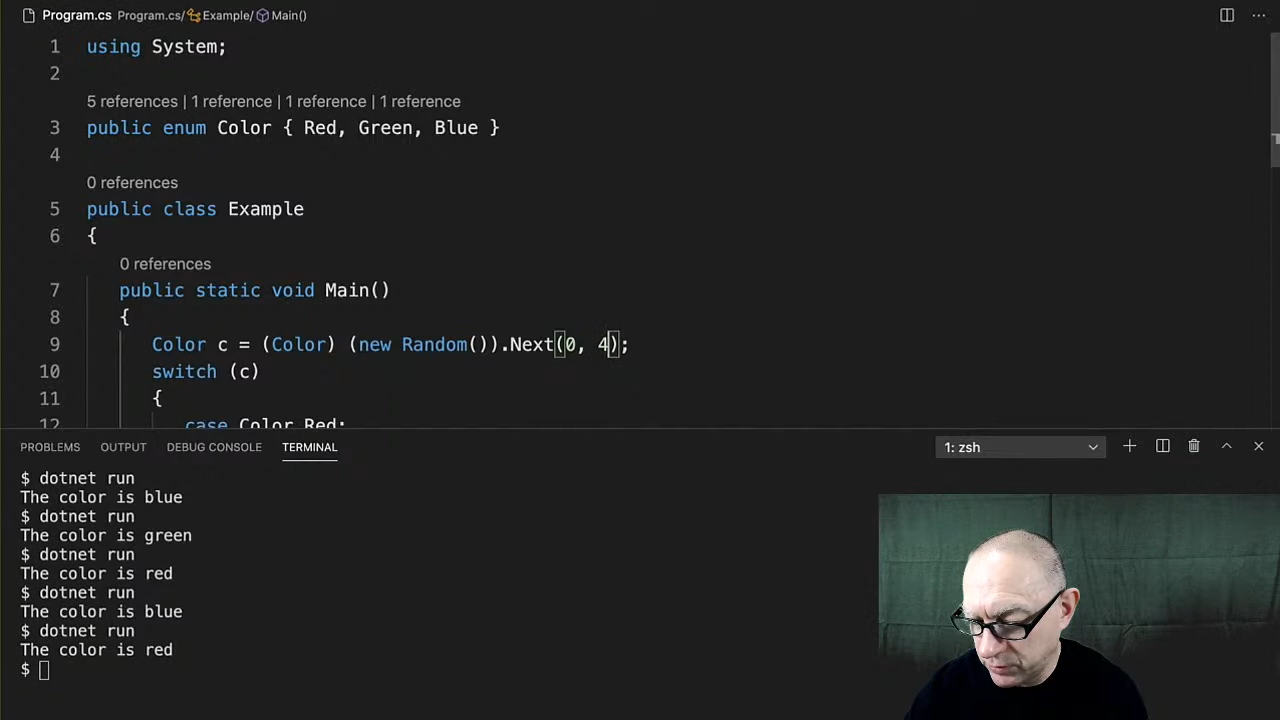 Program.cs Program.cs/Example/Main()
1 using System;
2
5 references | 1 reference | 1 reference | 1 reference
3 public enum Color { Red, Green, Blue }
4
0 references
5 public class Example
6 {
0 references
7 public static void Main()
8 {
9 Color c = (Color) (new Random()).Next(0, 4);
10 switch (c)
11 {
12 case Color.Red:
PROBLEMS OUTPUT DEBUG CONSOLE TERMINAL 1: zsh
$ dotnet run
The color is blue
$ dotnet run
The color is green
$ dotnet run
The color is red
$ dotnet run
The color is blue
$ dotnet run
The color is red
$